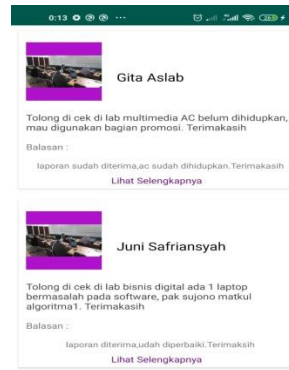 0:13
Gita Aslab
Tolong di cek di lab multimedia AC belum dihidupkan,
mau digunakan bagian promosi. Terimakasih
Balasan :
laporan sudah diterima,ac sudah dihidupkan.Terimakasih
Lihat Selengkapnya
Juni Safriansyah
Tolong di cek di lab bisnis digital ada 1 laptop
bermasalah pada software, pak sujono matkul
algoritma1. Terimakasih
Balasan :
laporan diterima,udah diperbaiki.Terimaksih
Lihat Selengkapnya